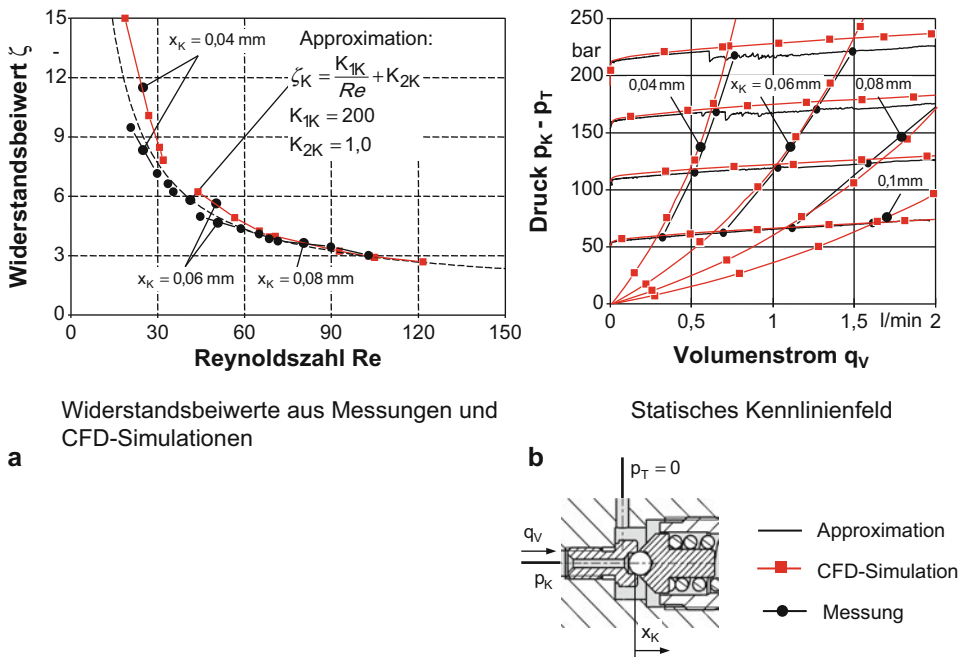 Widerstandsbeiwert ζ
15
12
9
6
3
0
0
30
60
90
120
150
Reynoldszahl Re
x_K = 0,04 mm
Approximation:
ζ_K = K_1K / Re + K_2K
K_1K = 200
K_2K = 1,0
x_K = 0,06 mm
x_K = 0,08 mm
Widerstandsbeiwerte aus Messungen und
CFD-Simulationen
a
Druck p_K - p_T
250
bar
200
150
100
50
0
0
0,5
1
1,5
l/min
2
Volumenstrom q_V
0,04 mm
x_K = 0,06 mm
0,08 mm
0,1mm
Statisches Kennlinienfeld
b
p_T = 0
q_V
p_K
x_K
Approximation
CFD-Simulation
Messung